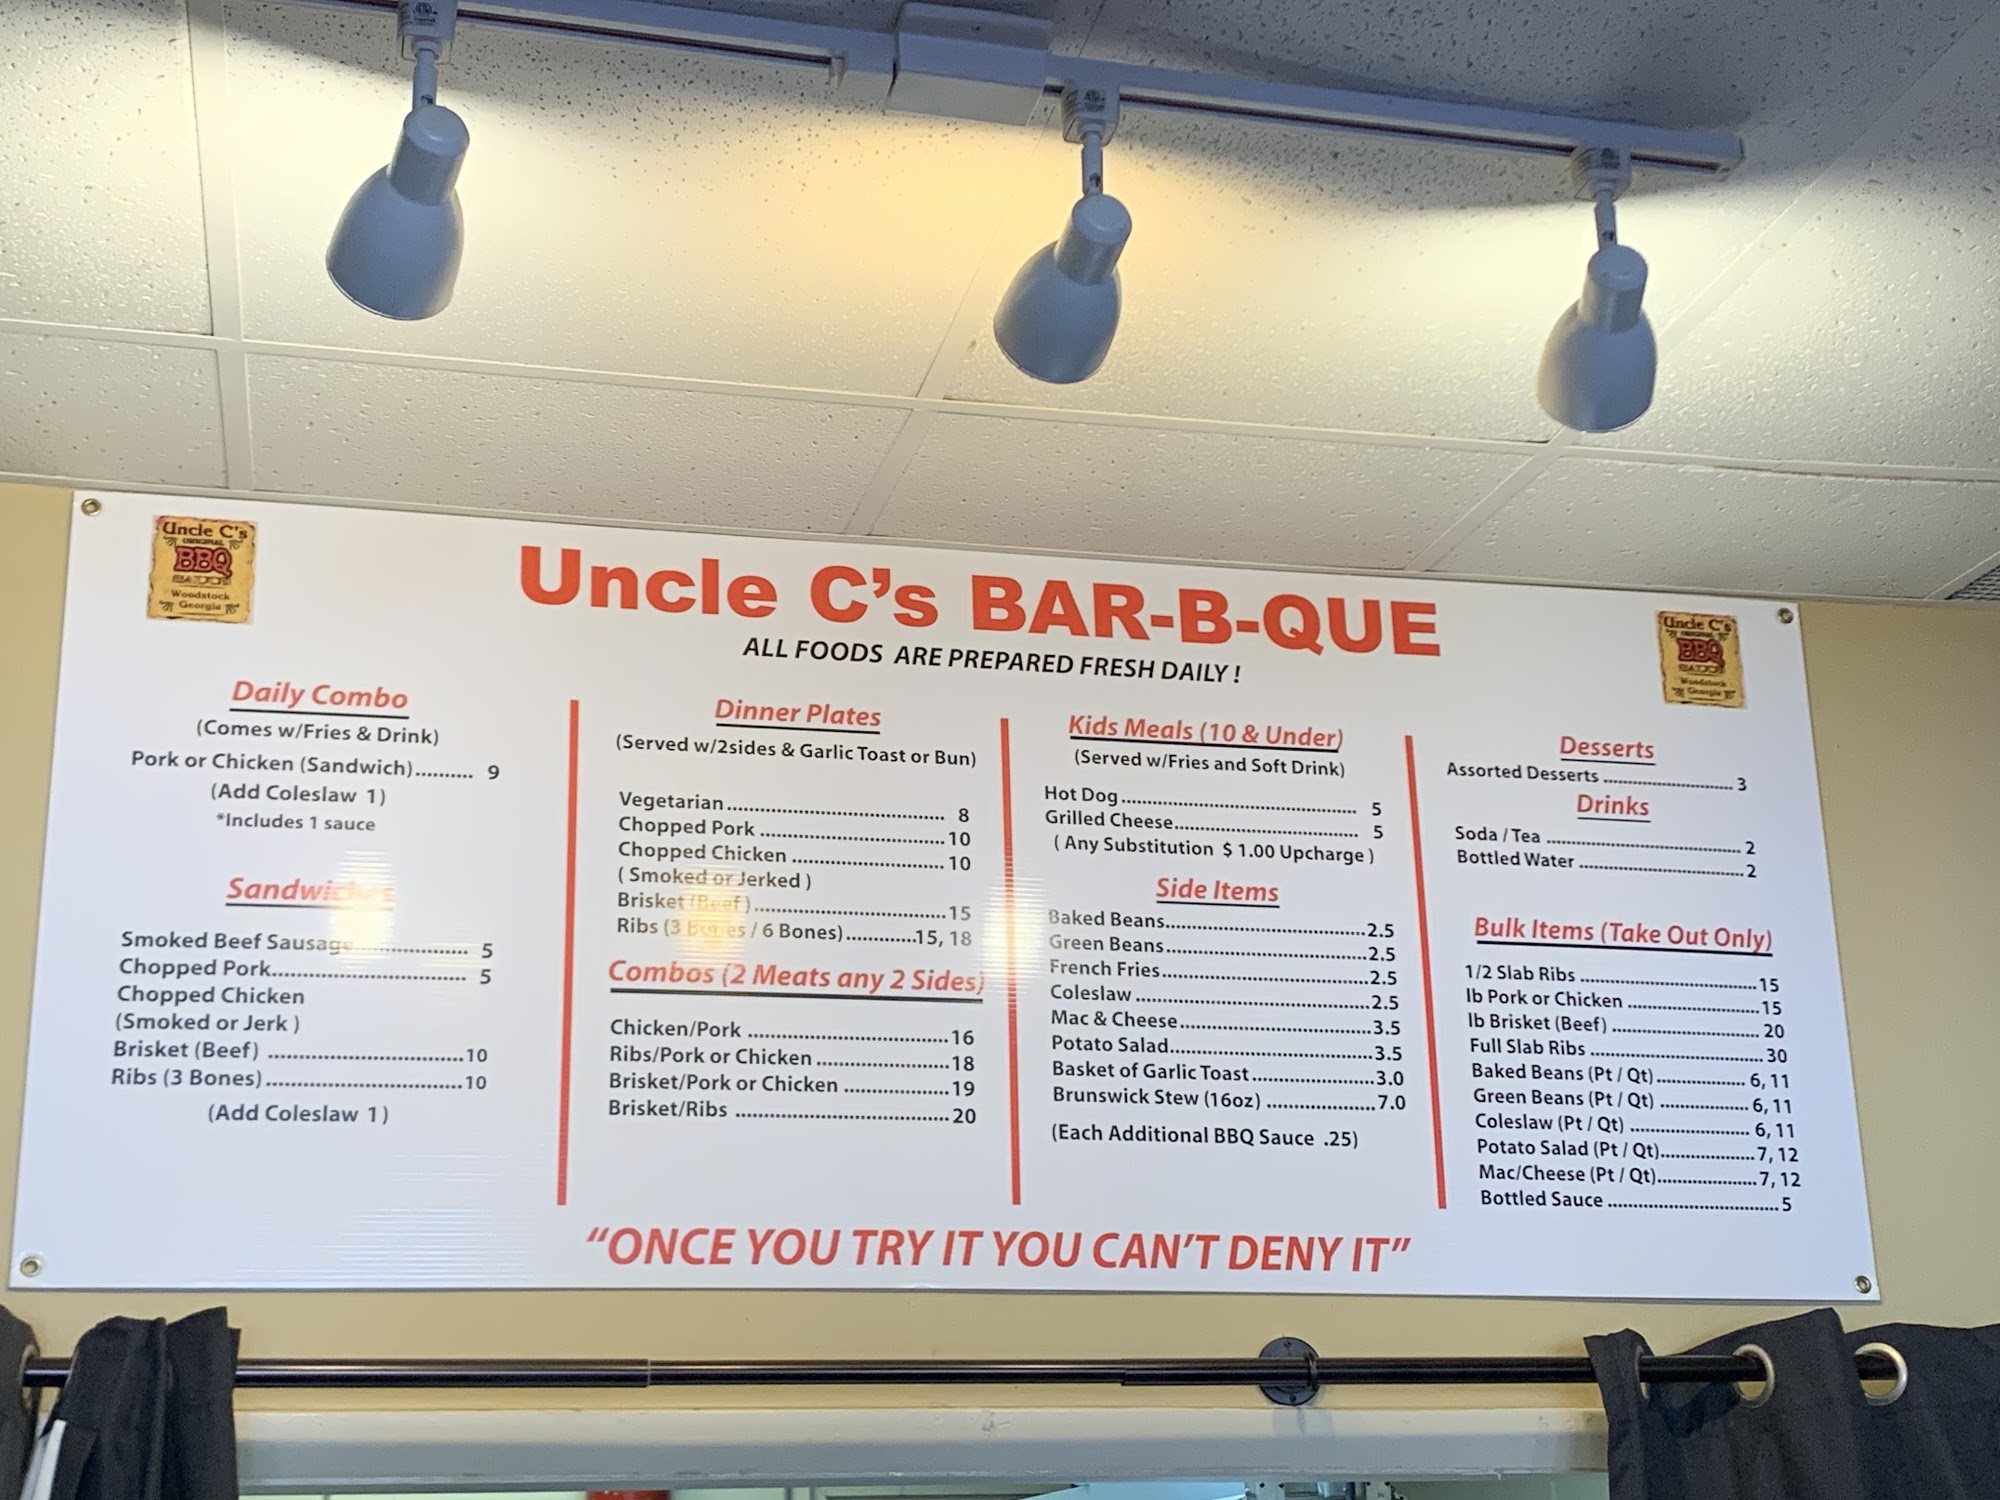 Uncle C's
ORIGINAL
BBQ
SAUCE
Woodstock
Georgia
Uncle C's BAR-B-QUE
ALL FOODS ARE PREPARED FRESH DAILY !
Uncle C's
ORIGINAL
BBQ
SAUCE
Woodstock
Georgia
Daily Combo
(Comes w/Fries & Drink)
Pork or Chicken (Sandwich).......... 9
(Add Coleslaw 1)
*Includes 1 sauce
Sandwiches
Smoked Beef Sausage................... 5
Chopped Pork................................. 5
Chopped Chicken
(Smoked or Jerk )
Brisket (Beef) ..................................10
Ribs (3 Bones)..................................10
(Add Coleslaw 1)
Dinner Plates
(Served w/2sides & Garlic Toast or Bun)
Vegetarian...................................... 8
Chopped Pork ................................10
Chopped Chicken ...........................10
( Smoked or Jerked )
Brisket (Beef)..................................15
Ribs (3 Bones / 6 Bones)............15, 18
Combos (2 Meats any 2 Sides)
Chicken/Pork ...................................16
Ribs/Pork or Chicken .......................18
Brisket/Pork or Chicken ..................19
Brisket/Ribs .....................................20
Kids Meals (10 & Under)
(Served w/Fries and Soft Drink)
Hot Dog.......................................... 5
Grilled Cheese................................. 5
( Any Substitution $ 1.00 Upcharge )
Side Items
Baked Beans...................................2.5
Green Beans...................................2.5
French Fries....................................2.5
Coleslaw ........................................2.5
Mac & Cheese.................................3.5
Potato Salad...................................3.5
Basket of Garlic Toast.....................3.0
Brunswick Stew (16oz) ...................7.0
(Each Additional BBQ Sauce .25)
Desserts
Assorted Desserts ..........................3
Drinks
Soda / Tea ......................................2
Bottled Water .................................2
Bulk Items (Take Out Only)
1/2 Slab Ribs ..................................15
lb Pork or Chicken ..........................15
lb Brisket (Beef) ............................. 20
Full Slab Ribs .................................. 30
Baked Beans (Pt / Qt)................. 6, 11
Green Beans (Pt / Qt) ................. 6, 11
Coleslaw (Pt / Qt) ....................... 6, 11
Potato Salad (Pt / Qt)...................7, 12
Mac/Cheese (Pt / Qt)....................7, 12
Bottled Sauce ..................................5
“ONCE YOU TRY IT YOU CAN’T DENY IT”